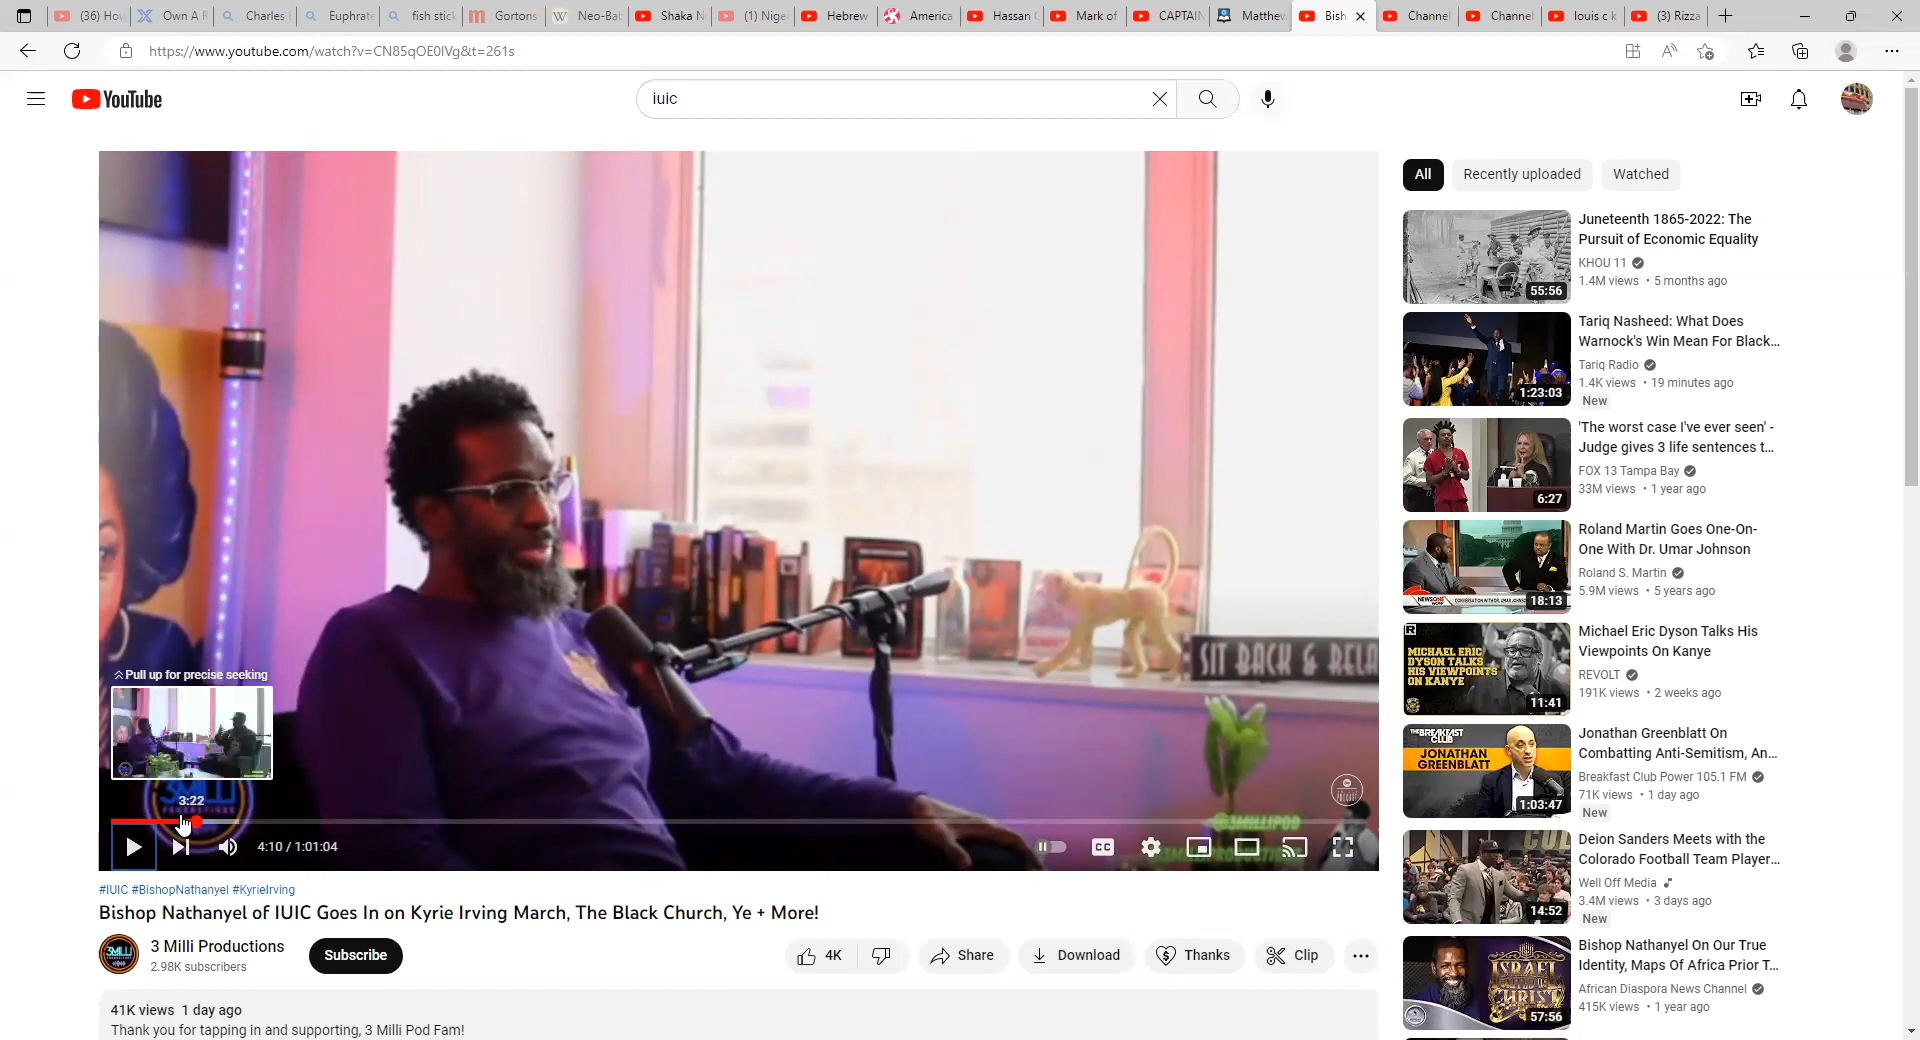 (36) Hov
Own A F
Charles
Euphrate
fish stick
Gortons
Neo-Bab
Shaka N
(1) Nige
Hebrew
America
Hassan
Mark of
CAPTAIN
Matthew
Bish
Channel
Channel
louis c k
(3) Rizza
https://www.youtube.com/watch?v=CN85qOE0IVg&t=261s
YouTube
iuic
All
Recently uploaded
Watched
Juneteenth 1865-2022: The
Pursuit of Economic Equality
KHOU 11
1.4M views • 5 months ago
55:56
Tariq Nasheed: What Does
Warnock's Win Mean For Black...
Tariq Radio
1.4K views • 19 minutes ago
New
1:23:03
'The worst case I've ever seen' -
Judge gives 3 life sentences t...
FOX 13 Tampa Bay
33M views • 1 year ago
6:27
Roland Martin Goes One-On-
One With Dr. Umar Johnson
Roland S. Martin
5.9M views • 5 years ago
18:13
Michael Eric Dyson Talks His
Viewpoints On Kanye
REVOLT
191K views • 2 weeks ago
MICHAEL ERIC
DYSON TALKS
HIS VIEWPOINTS
ON KANYE
11:41
Jonathan Greenblatt On
Combatting Anti-Semitism, An...
Breakfast Club Power 105.1 FM
71K views • 1 day ago
New
THE BREAKFAST
CLUB
JONATHAN
GREENBLATT
1:03:47
Deion Sanders Meets with the
Colorado Football Team Player...
Well Off Media
3.4M views • 3 days ago
New
14:52
Bishop Nathanyel On Our True
Identity, Maps Of Africa Prior T...
African Diaspora News Channel
415K views • 1 year ago
ISRAEL
UNITED IN
CHRIST
57:56
SIT BACK & RELA
Pull up for precise seeking
3MILLI
3:22
@3MILLIPOD
4:10 / 1:01:04
CC
#IUIC #BishopNathanyel #KyrieIrving
Bishop Nathanyel of IUIC Goes In on Kyrie Irving March, The Black Church, Ye + More!
3 Milli Productions
2.98K subscribers
Subscribe
4K
Share
Download
Thanks
Clip
41K views 1 day ago
Thank you for tapping in and supporting, 3 Milli Pod Fam!